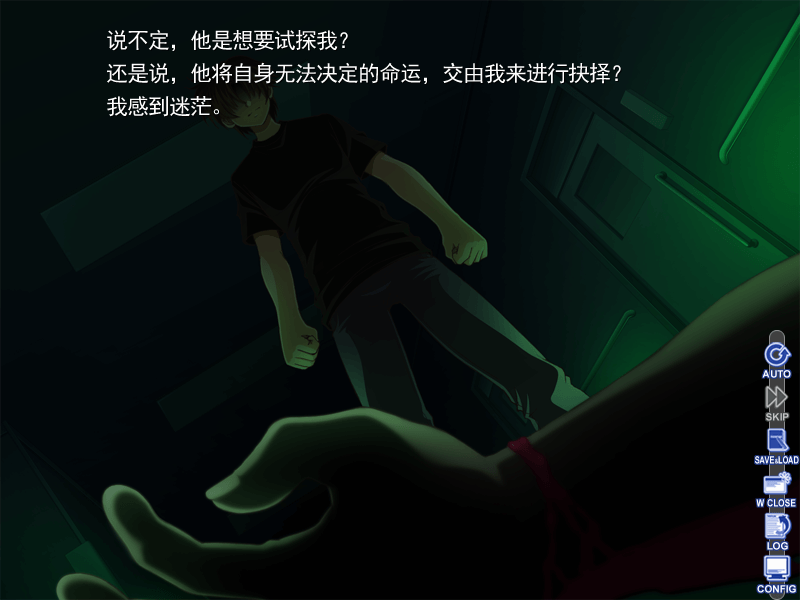 说不定，他是想要试探我？
还是说，他将自身无法决定的命运，交由我来进行抉择？
我感到迷茫。
AUTO
SKIP
SAVE&LOAD
W CLOSE
LOG
CONFIG